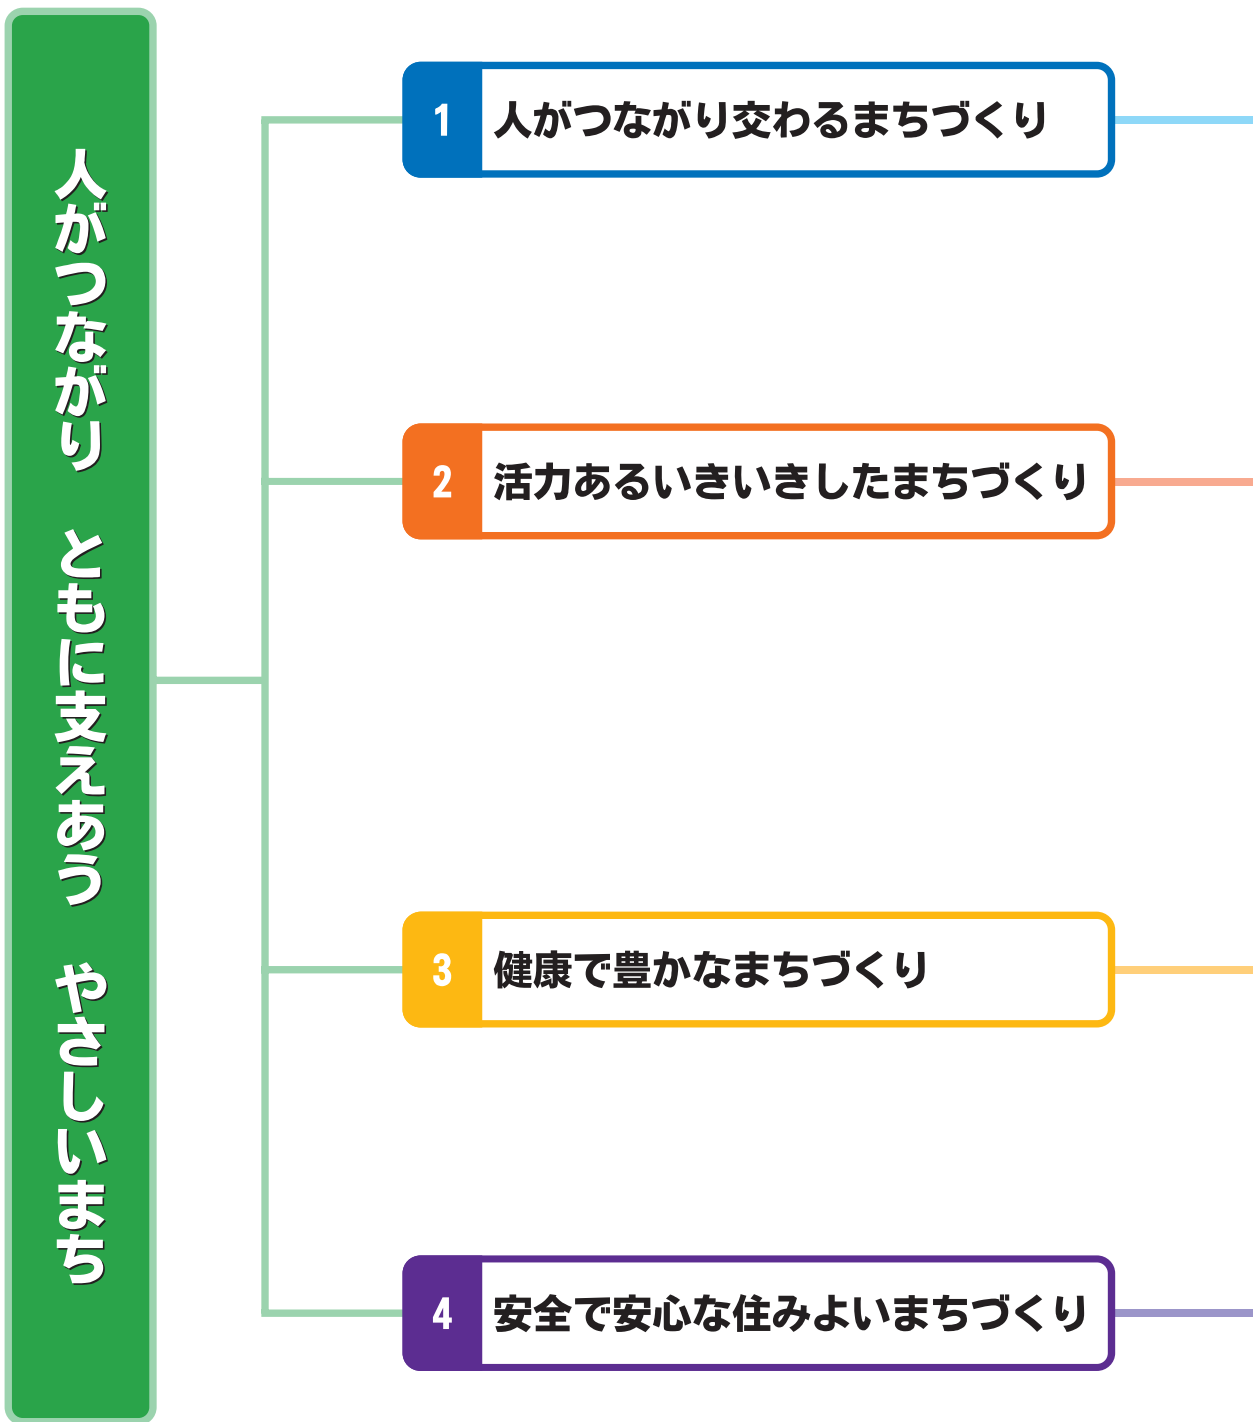 人がつながり　ともに支えあう　やさしいまち
1 人がつながり交わるまちづくり
2 活力あるいきいきしたまちづくり
3 健康で豊かなまちづくり
4 安全で安心な住みよいまちづくり